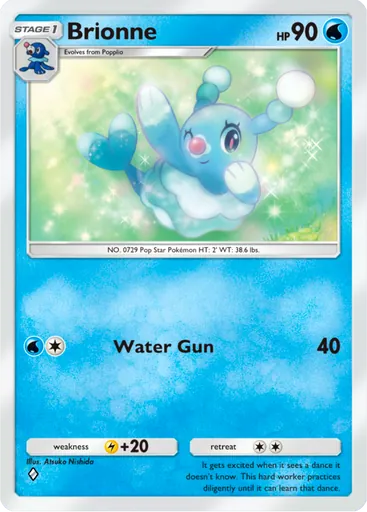 STAGE 1
Brionne
HP 90
Evolves from Popplio
NO. 0729 Pop Star Pokémon HT: 2' WT: 38.6 lbs.
Water Gun 40
weakness +20
retreat
Illus. Atsuko Nishida
It gets excited when it sees a dance it
doesn't know. This hard worker practices
diligently until it can learn that dance.